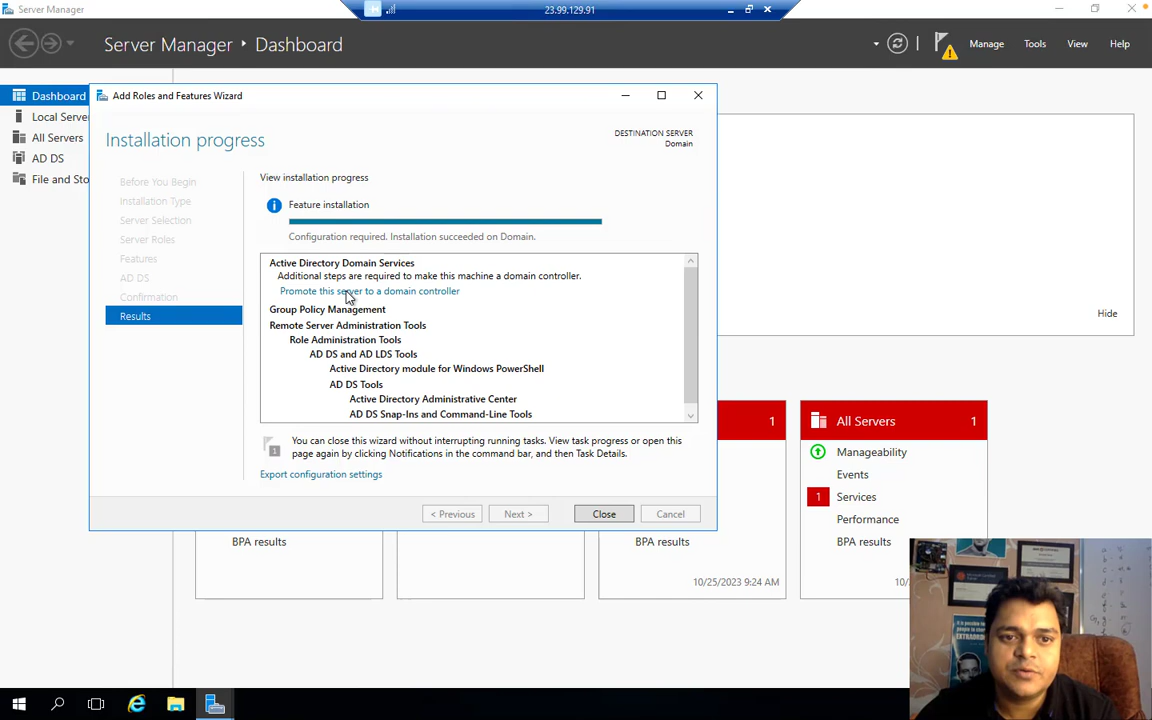 Server Manager
23.99.129.91
Server Manager ‣ Dashboard
Manage
Tools
View
Help
Dashboard
Local Serve
All Servers
AD DS
File and Sto
Add Roles and Features Wizard
Installation progress
DESTINATION SERVER
Domain
Before You Begin
Installation Type
Server Selection
Server Roles
Features
AD DS
Confirmation
Results
View installation progress
Feature installation
Configuration required. Installation succeeded on Domain.
Active Directory Domain Services
Additional steps are required to make this machine a domain controller.
Promote this server to a domain controller
Group Policy Management
Remote Server Administration Tools
Role Administration Tools
AD DS and AD LDS Tools
Active Directory module for Windows PowerShell
AD DS Tools
Active Directory Administrative Center
AD DS Snap-Ins and Command-Line Tools
1
You can close this wizard without interrupting running tasks. View task progress or open this
page again by clicking Notifications in the command bar, and then Task Details.
Export configuration settings
< Previous
Next >
Close
Cancel
Hide
1
All Servers
1
Manageability
Events
1
Services
Performance
BPA results
BPA results
BPA results
10/25/2023 9:24 AM
10/
EXTRAORDI